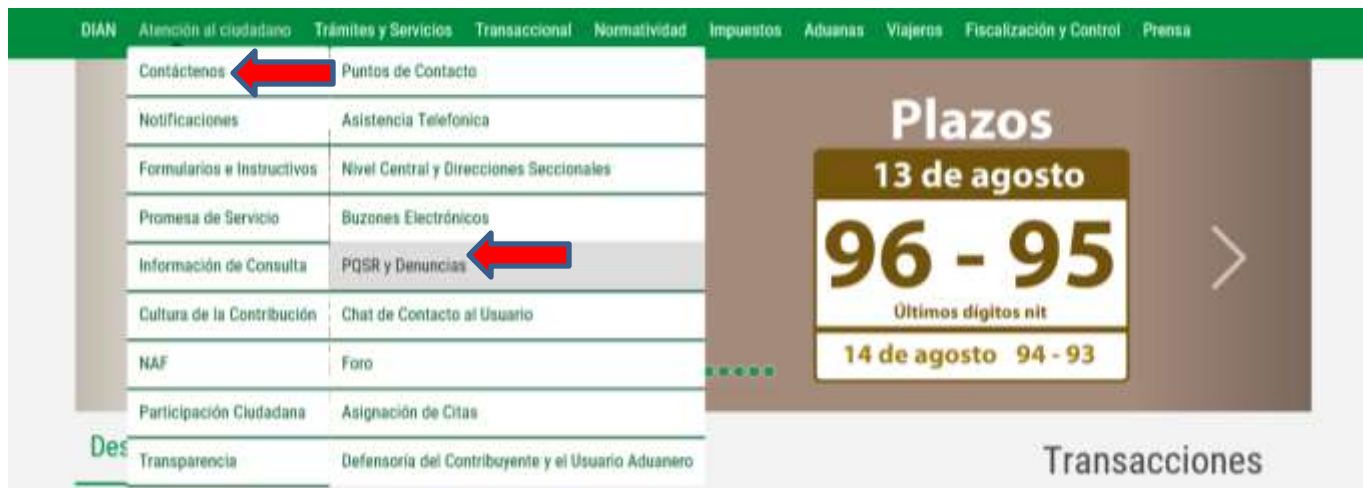 DIAN Atención al ciudadano Trámites y Servicios Transaccional Normatividad Impuestos Aduanas Viajeros Fiscalización y Control Prensa
Contáctenos
Notificaciones
Formularios e Instructivos
Promesa de Servicio
Información de Consulta
Cultura de la Contribución
NAF
Participación Ciudadana
Transparencia
Puntos de Contacto
Asistencia Telefonica
Nivel Central y Direcciones Seccionales
Buzones Electrónicos
PQSR y Denuncias
Chat de Contacto al Usuario
Foro
Asignación de Citas
Defensoría del Contribuyente y el Usuario Aduanero
Plazos
13 de agosto
96 - 95
Últimos dígitos nit
14 de agosto 94 - 93
Des
Transacciones